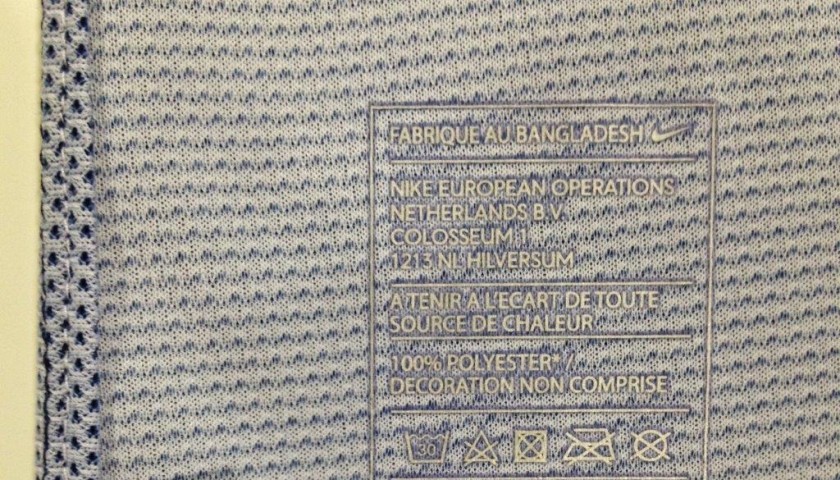 FABRIQUE AU BANGLADESH
NIKE EUROPEAN OPERATIONS
NETHERLANDS B.V.
COLOSSEUM 1
1213 NL HILVERSUM
A TENIR À L'ECART DE TOUTE
SOURCE DE CHALEUR
100% POLYESTER* /
DECORATION NON COMPRISE
30